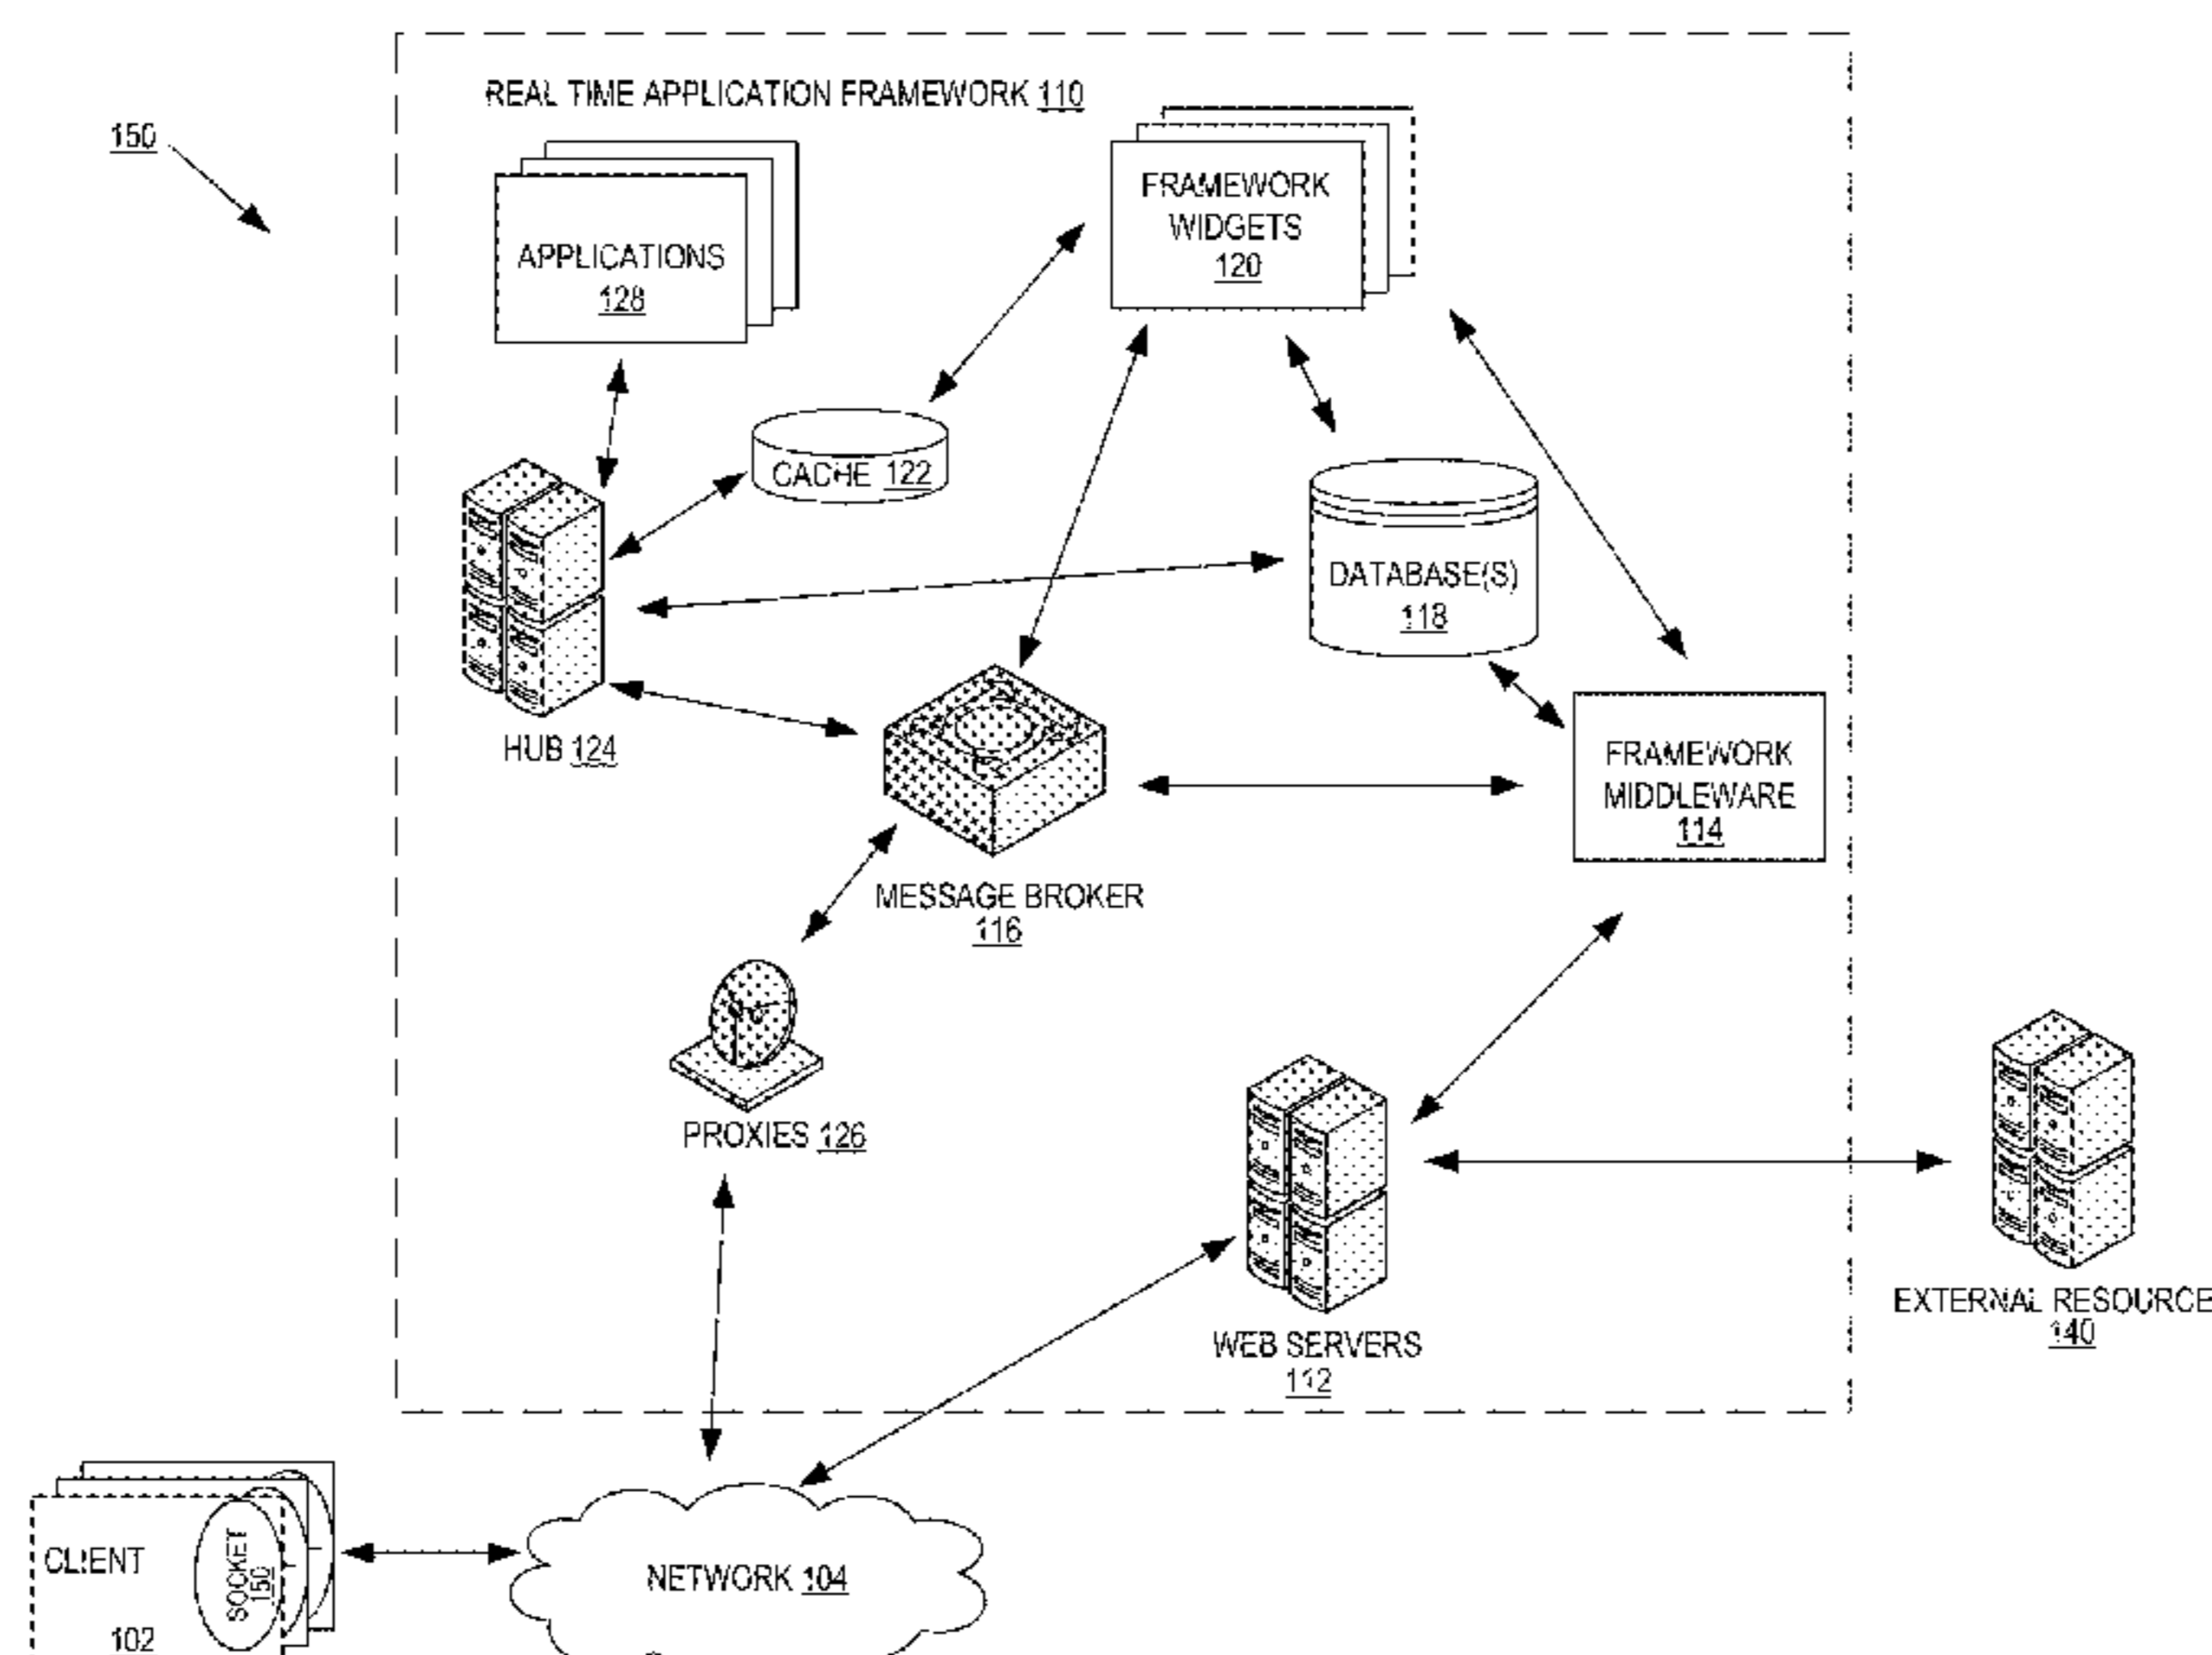 REAL TIME APPLICATION FRAMEWORK 110
150
FRAMEWORK
WIDGETS
120
APPLICATIONS
128
CACHE 122
DATABASE(S)
118
HUB 124
FRAMEWORK
MIDDLEWARE
114
MESSAGE BROKER
116
PROXIES 126
EXTERNAL RESOURCE
140
WEB SERVERS
112
CLIENT
SOCKET
150
102
NETWORK 104